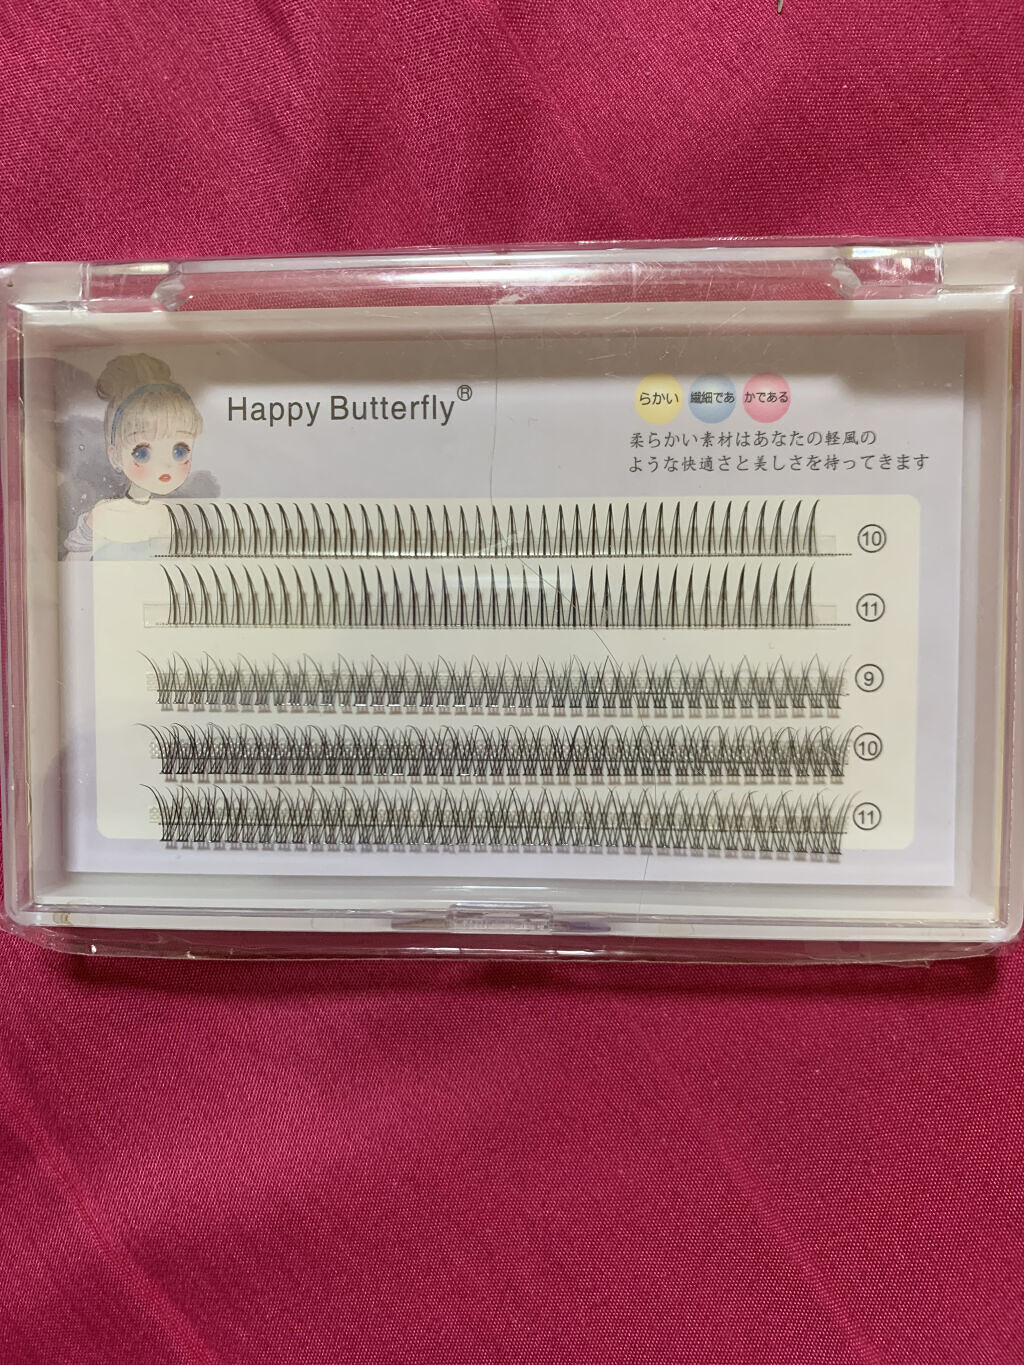 Happy Butterfly®
らかい 繊細であ かである
柔らかい素材はあなたの軽風の
ような快適さと美しさを持ってきます
⑩
⑪
⑨
⑩
⑪